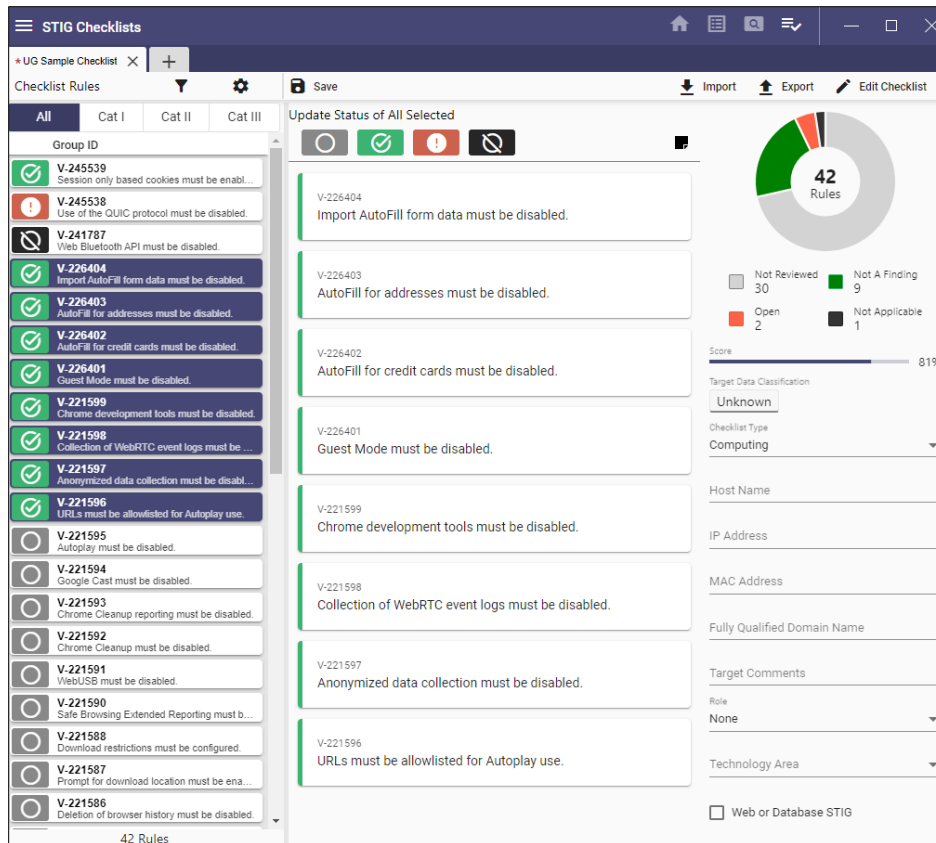 STIG Checklists
*UG Sample Checklist
Checklist Rules
Save
Import
Export
Edit Checklist
All
Cat I
Cat II
Cat III
Group ID
V-245539
Session only based cookies must be enabl...
V-245538
Use of the QUIC protocol must be disabled.
V-241787
Web Bluetooth API must be disabled.
V-226404
Import AutoFill form data must be disabled.
V-226403
AutoFill for addresses must be disabled.
V-226402
AutoFill for credit cards must be disabled.
V-226401
Guest Mode must be disabled.
V-221599
Chrome development tools must be disabled.
V-221598
Collection of WebRTC event logs must be ...
V-221597
Anonymized data collection must be disabl...
V-221596
URLs must be allowlisted for Autoplay use.
V-221595
Autoplay must be disabled.
V-221594
Google Cast must be disabled.
V-221593
Chrome Cleanup reporting must be disabled.
V-221592
Chrome Cleanup must be disabled.
V-221591
WebUSB must be disabled.
V-221590
Safe Browsing Extended Reporting must b...
V-221588
Download restrictions must be configured.
V-221587
Prompt for download location must be ena...
V-221586
Deletion of browser history must be disabled.
42 Rules
Update Status of All Selected
V-226404
Import AutoFill form data must be disabled.
V-226403
AutoFill for addresses must be disabled.
V-226402
AutoFill for credit cards must be disabled.
V-226401
Guest Mode must be disabled.
V-221599
Chrome development tools must be disabled.
V-221598
Collection of WebRTC event logs must be disabled.
V-221597
Anonymized data collection must be disabled.
V-221596
URLs must be allowlisted for Autoplay use.
42
Rules
Not Reviewed
30
Not A Finding
9
Open
2
Not Applicable
1
Score
81%
Target Data Classification
Unknown
Checklist Type
Computing
Host Name
IP Address
MAC Address
Fully Qualified Domain Name
Target Comments
Role
None
Technology Area
Web or Database STIG